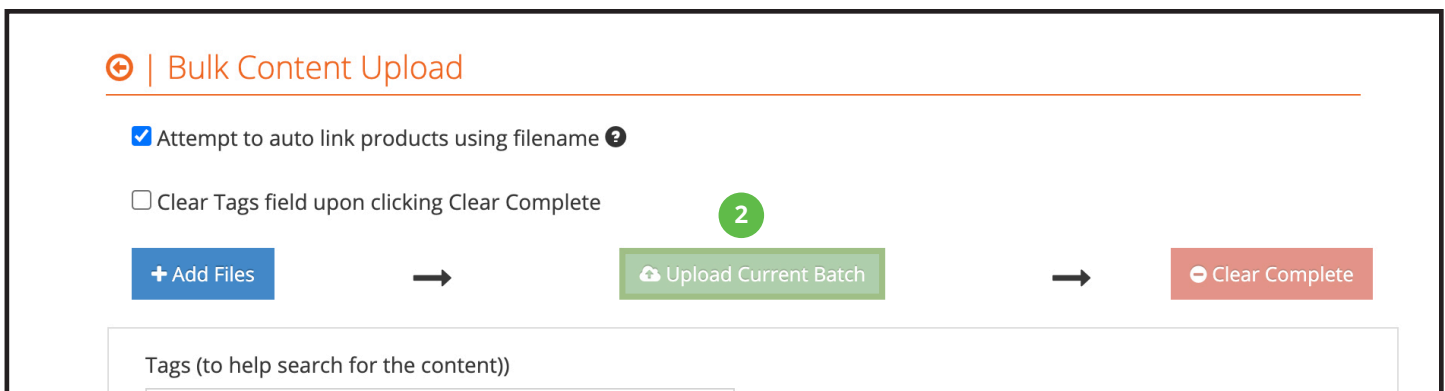 | Bulk Content Upload
Attempt to auto link products using filename ?
Clear Tags field upon clicking Clear Complete
2
+ Add Files → Upload Current Batch → Clear Complete
Tags (to help search for the content))